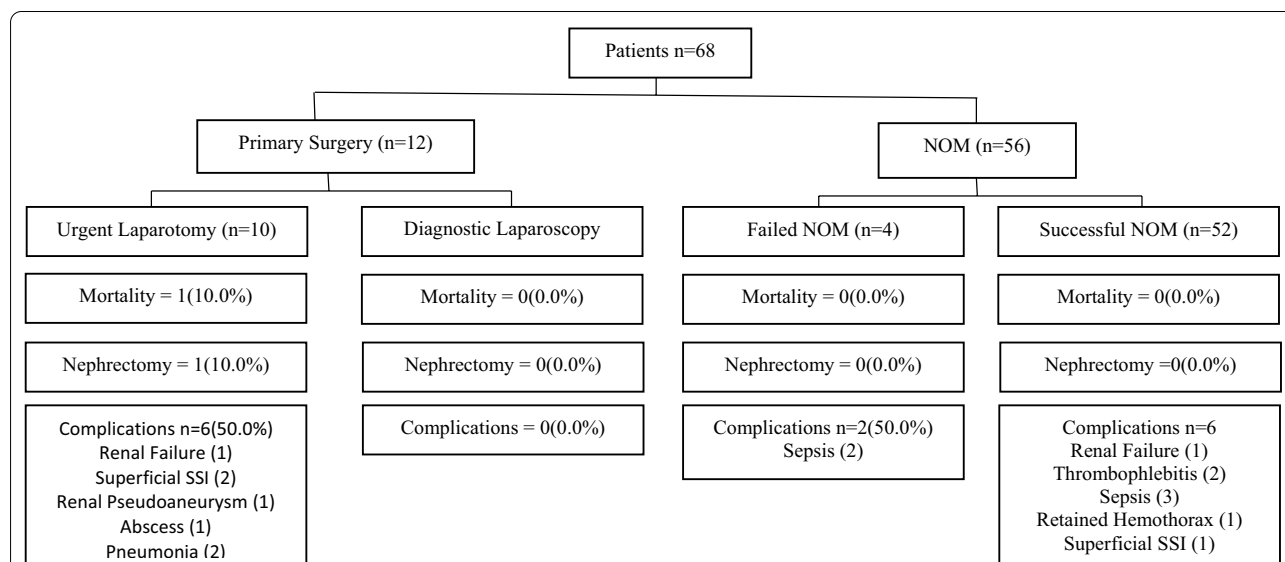 Patients n=68
Primary Surgery (n=12)
NOM (n=56)
Urgent Laparotomy (n=10)
Diagnostic Laparoscopy
Failed NOM (n=4)
Successful NOM (n=52)
Mortality = 1(10.0%)
Mortality = 0(0.0%)
Mortality = 0(0.0%)
Mortality = 0(0.0%)
Nephrectomy = 1(10.0%)
Nephrectomy = 0(0.0%)
Nephrectomy = 0(0.0%)
Nephrectomy =0(0.0%)
Complications n=6(50.0%)
Renal Failure (1)
Superficial SSI (2)
Renal Pseudoaneurysm (1)
Abscess (1)
Pneumonia (2)
Complications = 0(0.0%)
Complications n=2(50.0%)
Sepsis (2)
Complications n=6
Renal Failure (1)
Thrombophlebitis (2)
Sepsis (3)
Retained Hemothorax (1)
Superficial SSI (1)